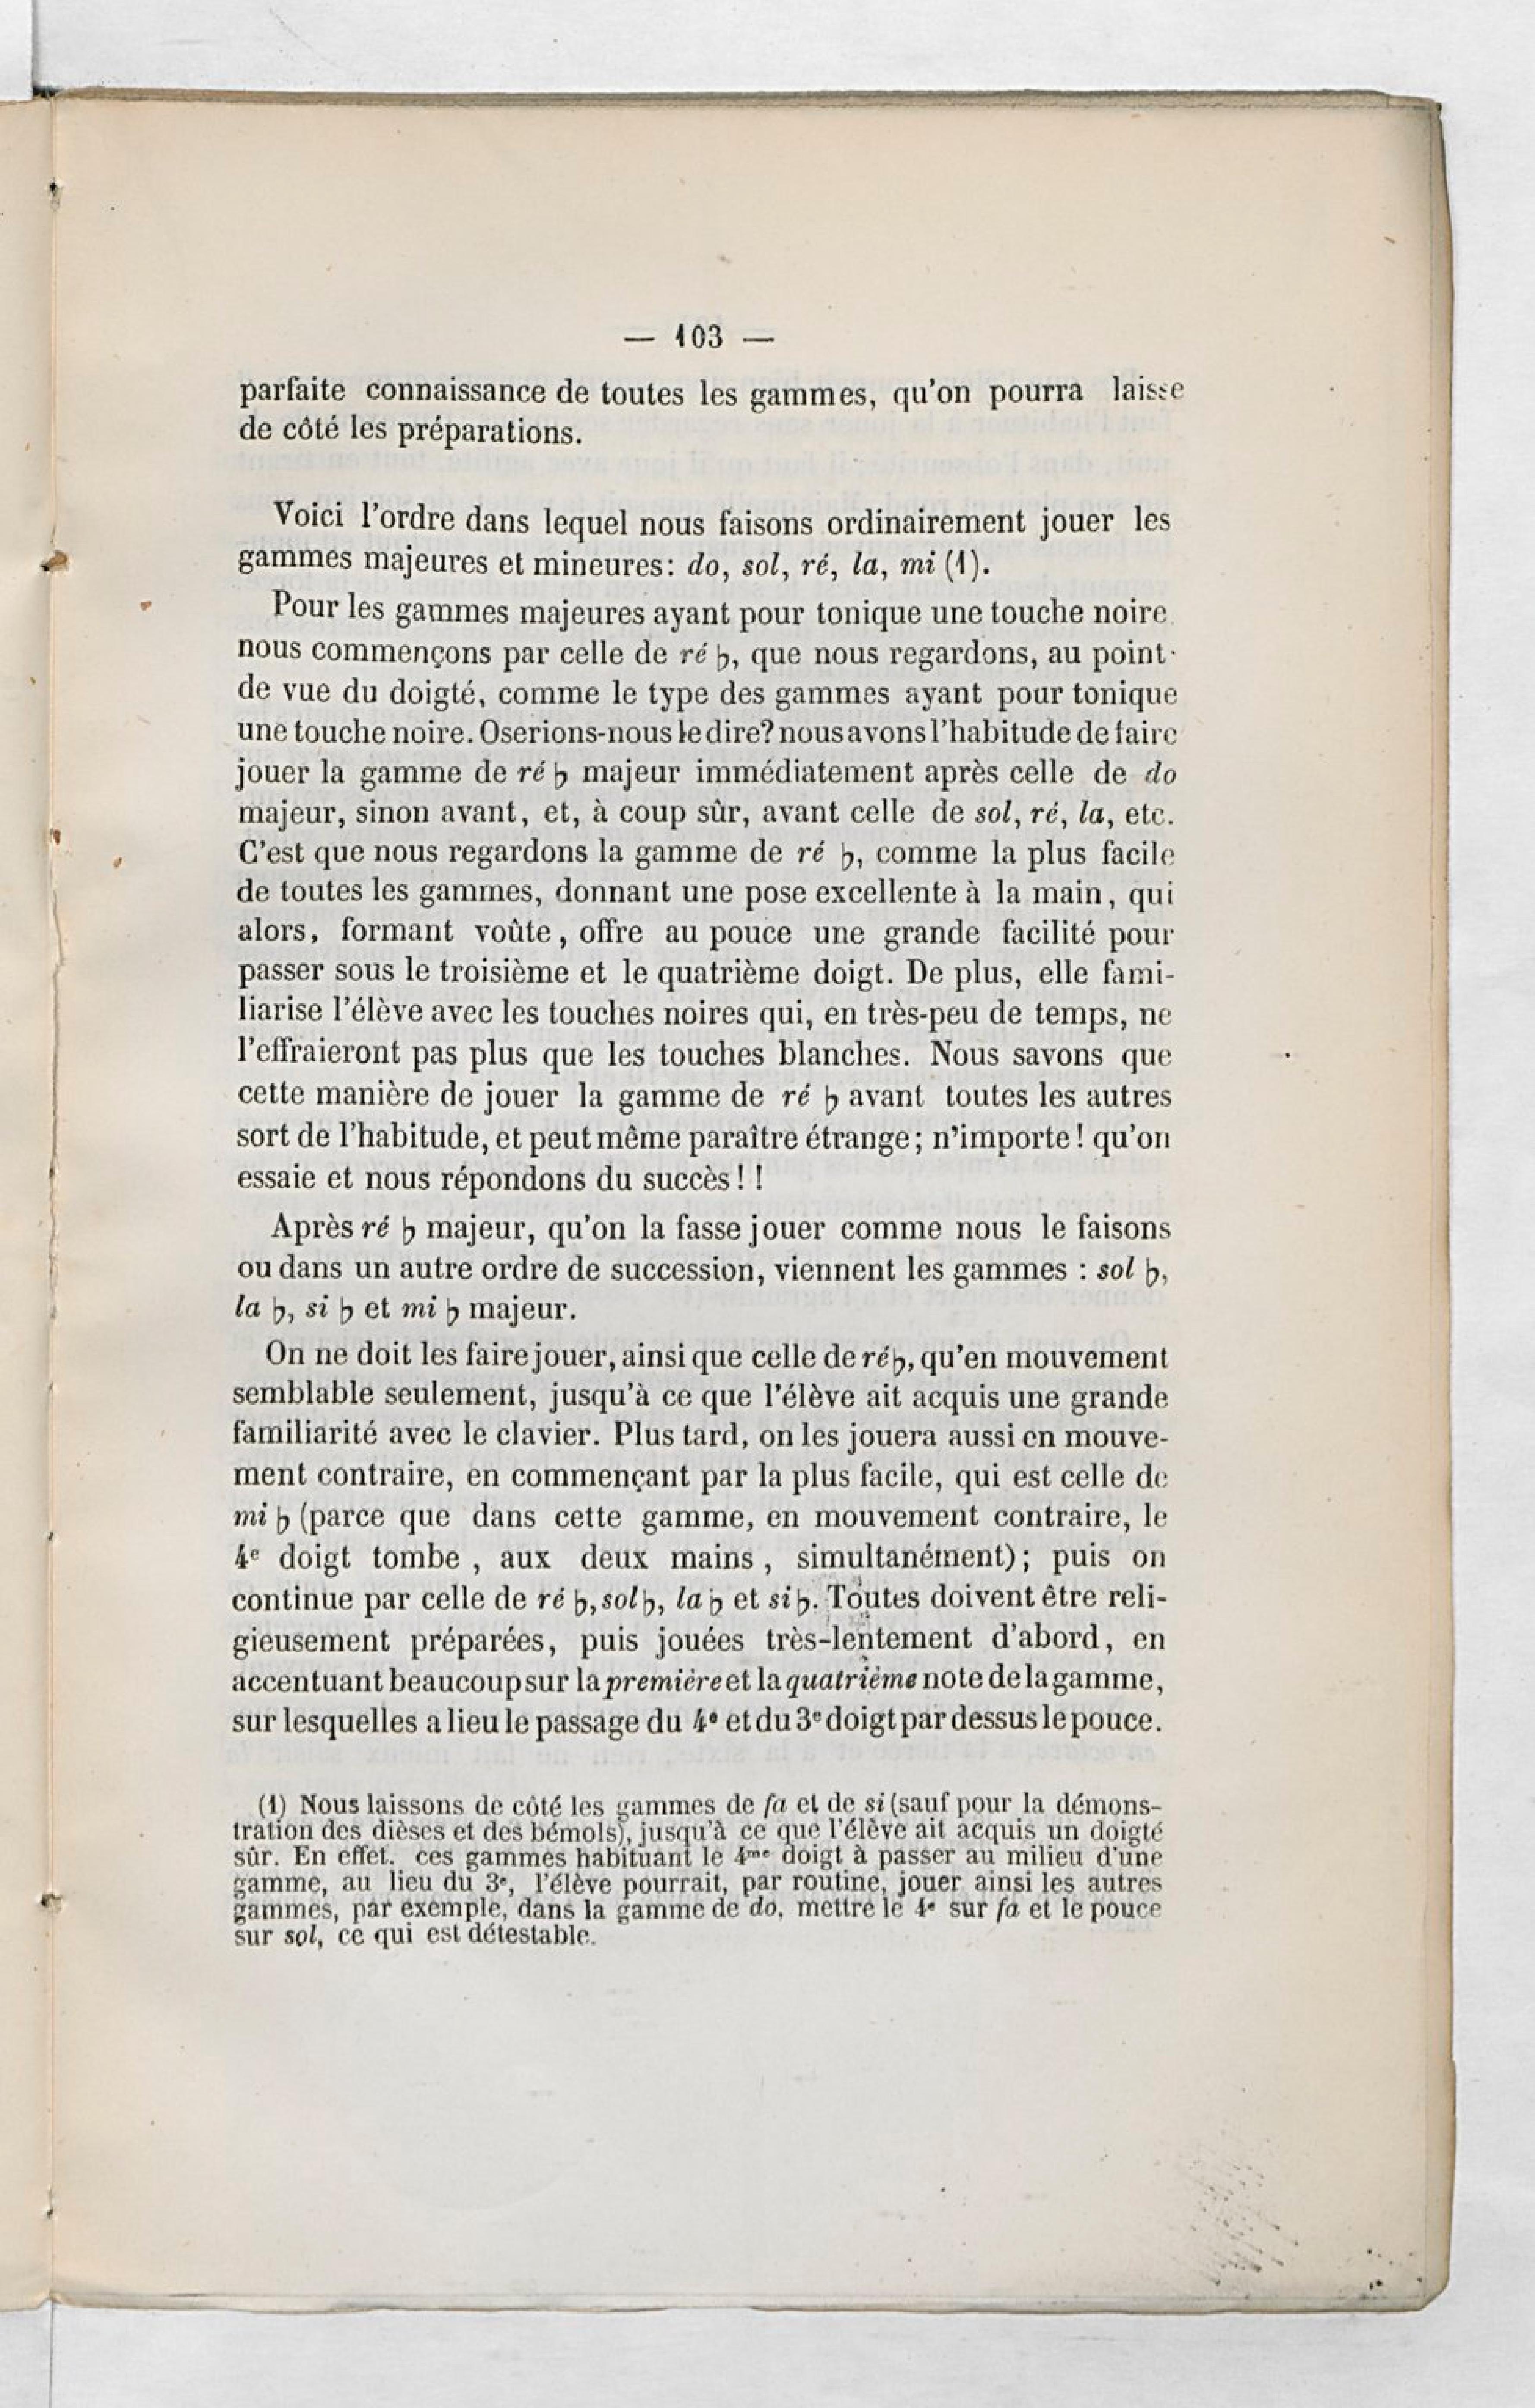 — 103 —
parfaite connaissance de toutes les gammes, qu'on pourra laisse
de côté les préparations.
Voici l'ordre dans lequel nous faisons ordinairement jouer les
gammes majeures et mineures: do, sol, ré, la, mi (1).
Pour les gammes majeures ayant pour tonique une touche noire
nous commençons par celle de ré ♭, que nous regardons, au point
de vue du doigté, comme le type des gammes ayant pour tonique
une touche noire. Oserions-nous le dire? nous avons l'habitude de faire
jouer la gamme de ré ♭ majeur immédiatement après celle de do
majeur, sinon avant, et, à coup sûr, avant celle de sol, ré, la, etc.
C'est que nous regardons la gamme de ré ♭, comme la plus facile
de toutes les gammes, donnant une pose excellente à la main, qui
alors, formant voûte, offre au pouce une grande facilité pour
passer sous le troisième et le quatrième doigt. De plus, elle fami-
liarise l'élève avec les touches noires qui, en très-peu de temps, ne
l'effraieront pas plus que les touches blanches. Nous savons que
cette manière de jouer la gamme de ré ♭ avant toutes les autres
sort de l'habitude, et peut même paraître étrange; n'importe! qu'on
essaie et nous répondons du succès!!
Après ré ♭ majeur, qu'on la fasse jouer comme nous le faisons
ou dans un autre ordre de succession, viennent les gammes : sol ♭,
la ♭, si ♭ et mi ♭ majeur.
On ne doit les faire jouer, ainsi que celle de ré ♭, qu'en mouvement
semblable seulement, jusqu'à ce que l'élève ait acquis une grande
familiarité avec le clavier. Plus tard, on les jouera aussi en mouve-
ment contraire, en commençant par la plus facile, qui est celle de
mi ♭ (parce que dans cette gamme, en mouvement contraire, le
4e doigt tombe, aux deux mains, simultanément); puis on
continue par celle de ré ♭, sol ♭, la ♭ et si ♭. Toutes doivent être reli-
gieusement préparées, puis jouées très-lentement d'abord, en
accentuant beaucoup sur la première et la quatrième note de la gamme,
sur lesquelles a lieu le passage du 4e et du 3e doigt par dessus le pouce.
(1) Nous laissons de côté les gammes de fa et de si (sauf pour la démons-
tration des dièses et des bémols), jusqu'à ce que l'élève ait acquis un doigté
sûr. En effet, ces gammes habituant le 4me doigt à passer au milieu d'une
gamme, au lieu du 3e, l'élève pourrait, par routine, jouer ainsi les autres
gammes, par exemple, dans la gamme de do, mettre le 4e sur fa et le pouce
sur sol, ce qui est détestable.